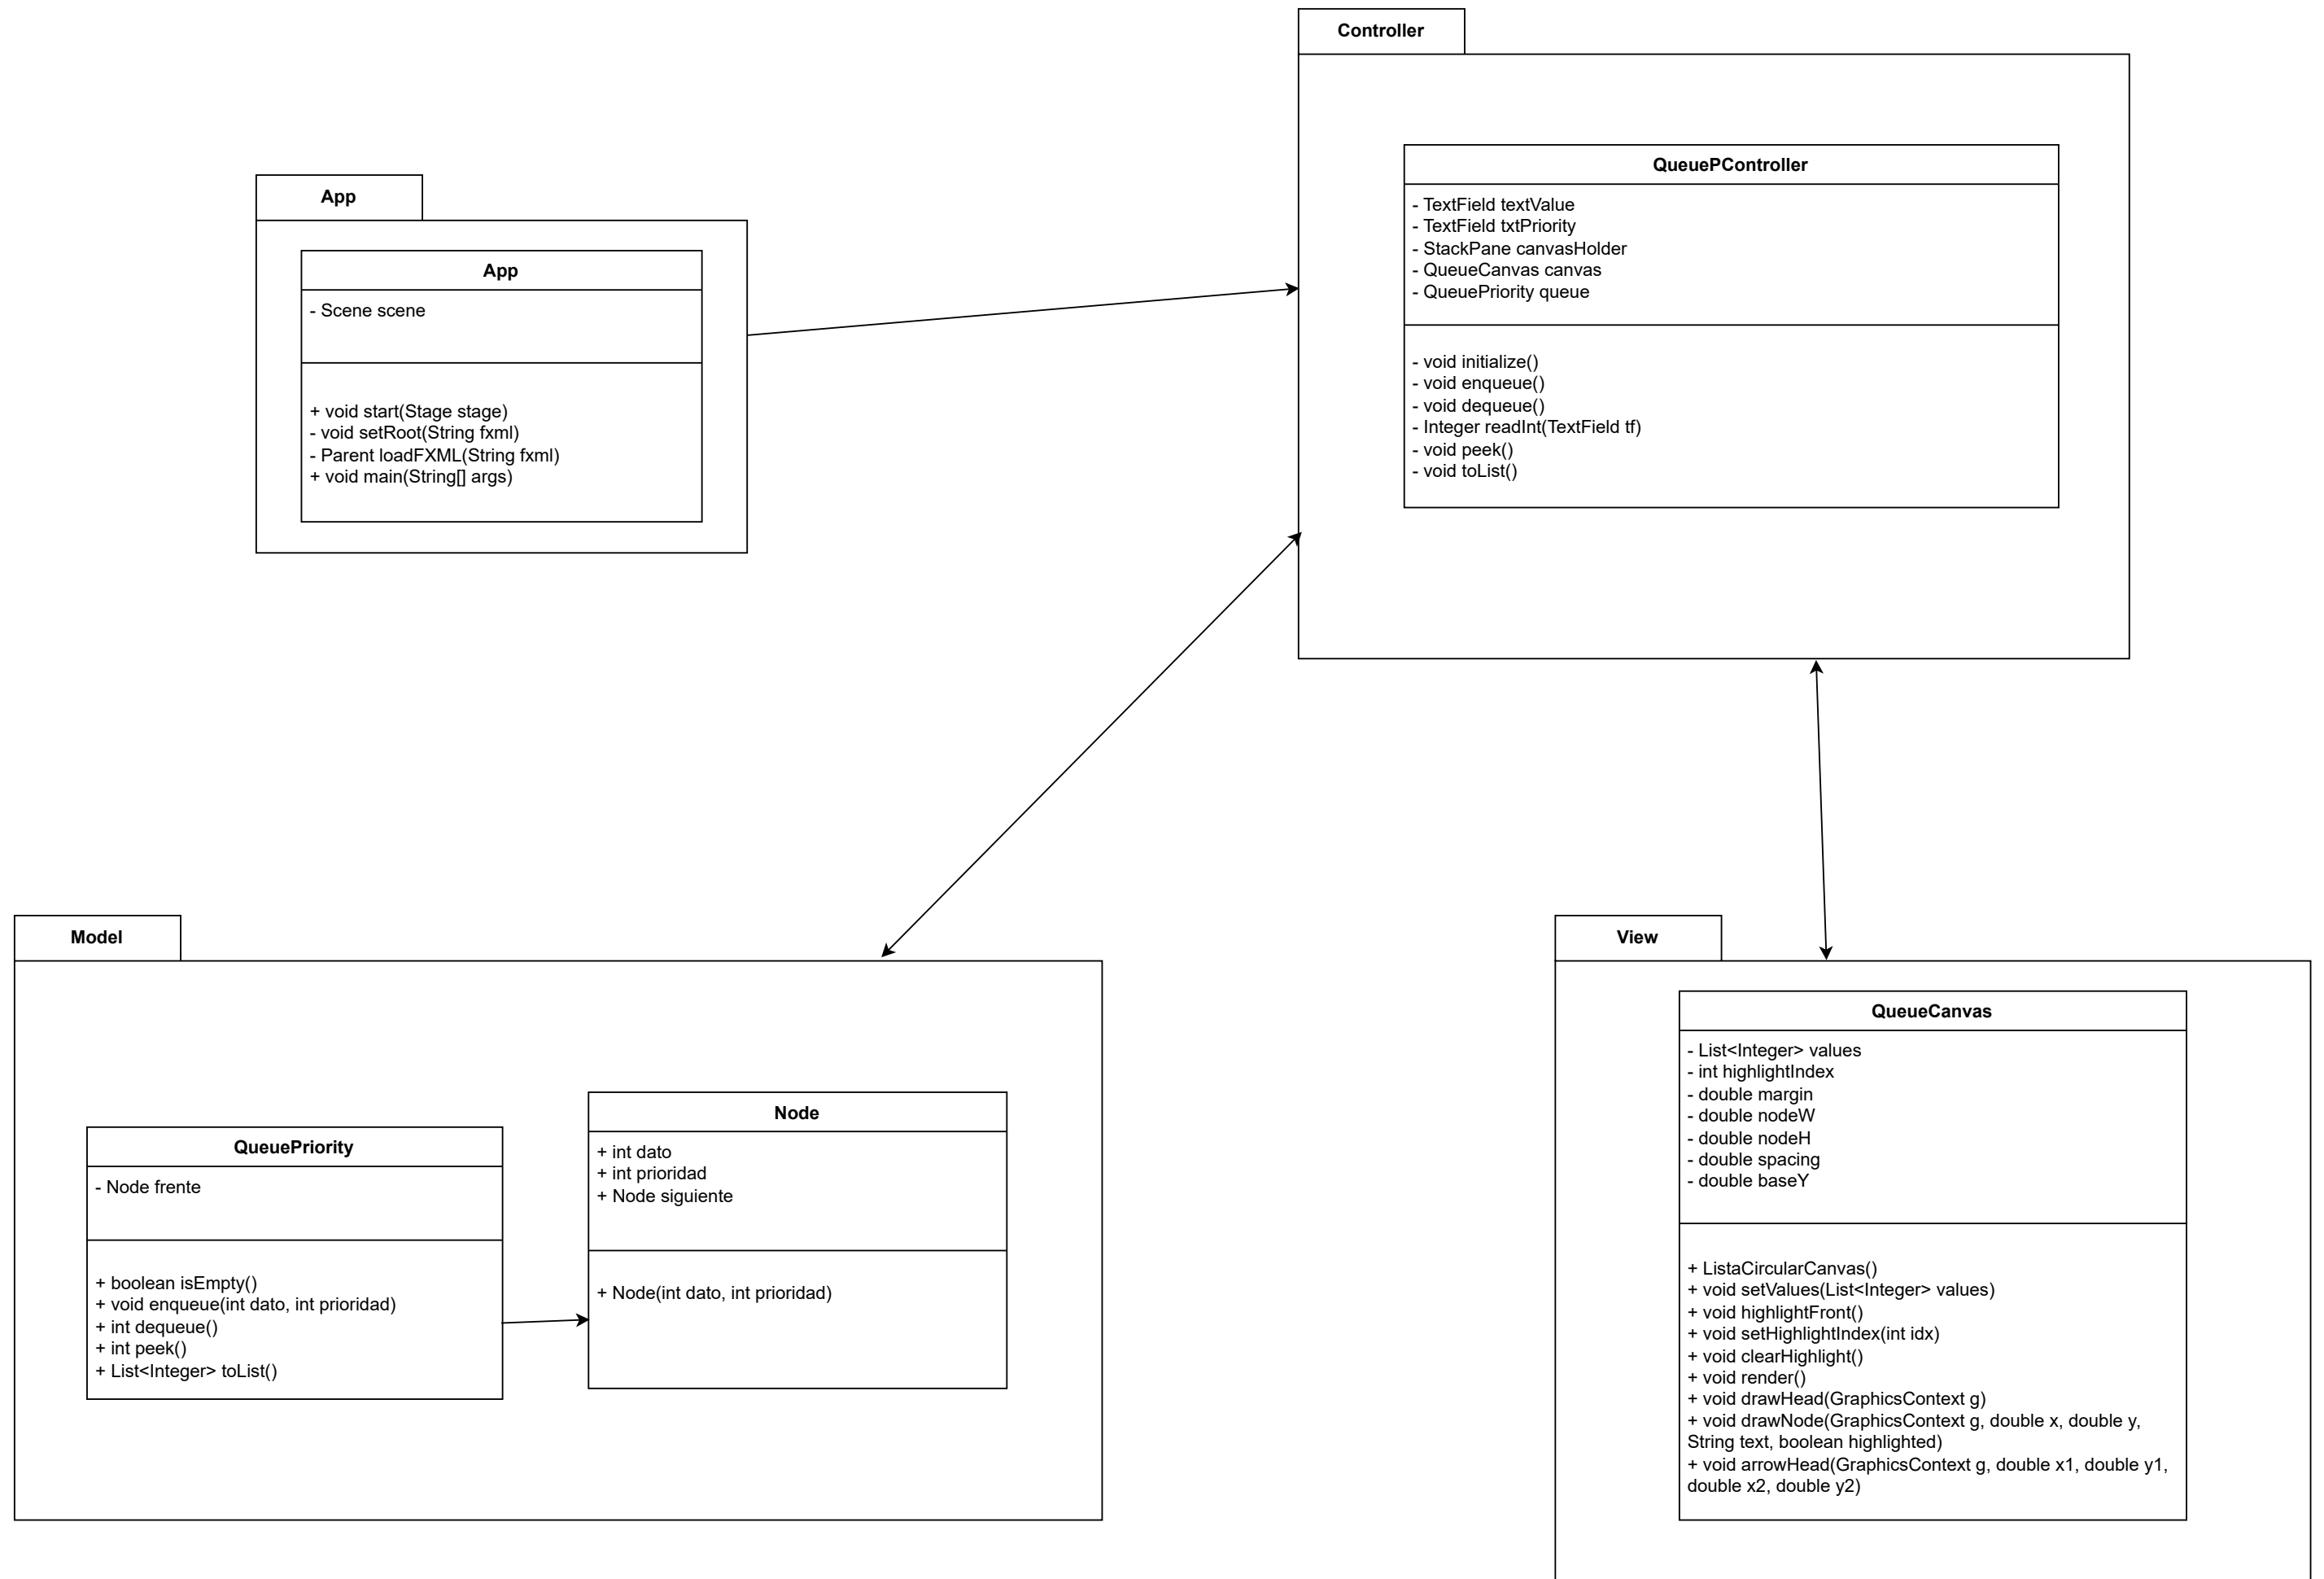 Controller
QueuePController
- TextField textValue
- TextField txtPriority
- StackPane canvasHolder
- QueueCanvas canvas
- QueuePriority queue
- void initialize()
- void enqueue()
- void dequeue()
- Integer readInt(TextField tf)
- void peek()
- void toList()
App
App
- Scene scene
+ void start(Stage stage)
- void setRoot(String fxml)
- Parent loadFXML(String fxml)
+ void main(String[] args)
Model
QueuePriority
- Node frente
+ boolean isEmpty()
+ void enqueue(int dato, int prioridad)
+ int dequeue()
+ int peek()
+ List<Integer> toList()
Node
+ int dato
+ int prioridad
+ Node siguiente
+ Node(int dato, int prioridad)
View
QueueCanvas
- List<Integer> values
- int highlightIndex
- double margin
- double nodeW
- double nodeH
- double spacing
- double baseY
+ ListaCircularCanvas()
+ void setValues(List<Integer> values)
+ void highlightFront()
+ void setHighlightIndex(int idx)
+ void clearHighlight()
+ void render()
+ void drawHead(GraphicsContext g)
+ void drawNode(GraphicsContext g, double x, double y,
String text, boolean highlighted)
+ void arrowHead(GraphicsContext g, double x1, double y1,
double x2, double y2)